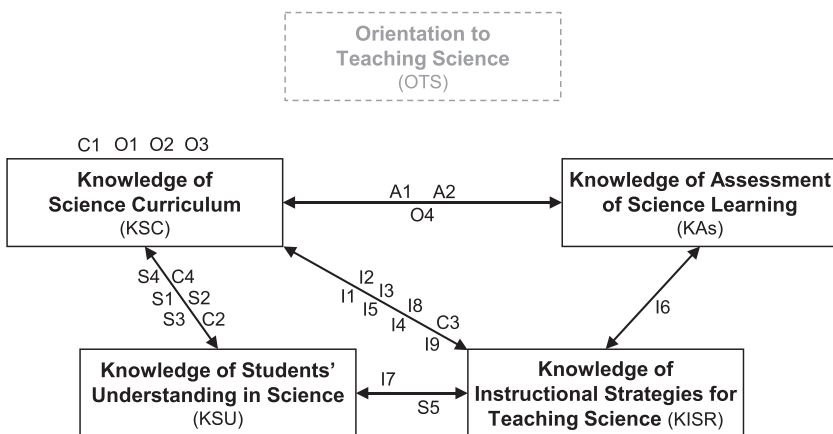 Orientation to
Teaching Science
(OTS)
C1 O1 O2 O3
Knowledge of
Science Curriculum
(KSC)
A1 A2
O4
Knowledge of Assessment
of Science Learning
(KAs)
S4 C4
S1 S2
S3 C2
I2
I1 I3
I5 I8
I4 C3
I9
I6
Knowledge of Students’
Understanding in Science
(KSU)
I7
S5
Knowledge of
Instructional Strategies for
Teaching Science (KISR)